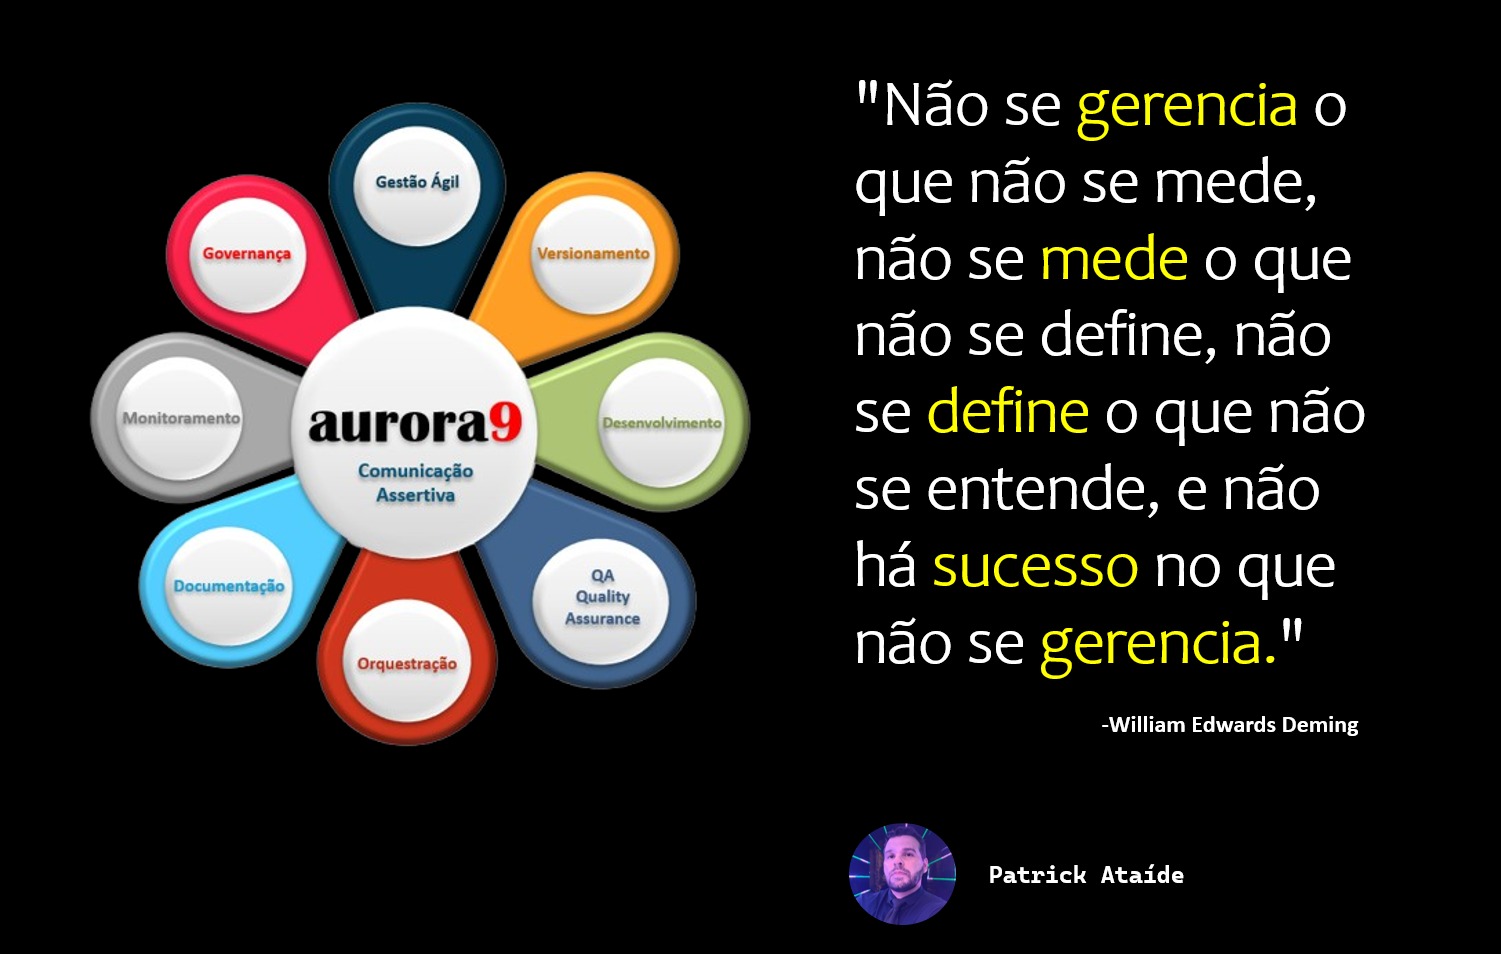 Gestão Ágil
Governança
Versionamento
Monitoramento
aurora9
Comunicação
Assertiva
Desenvolvimento
Documentação
QA
Quality
Assurance
Orquestração
"Não se gerencia o
que não se mede,
não se mede o que
não se define, não
se define o que não
se entende, e não
há sucesso no que
não se gerencia."
-William Edwards Deming
Patrick Ataíde